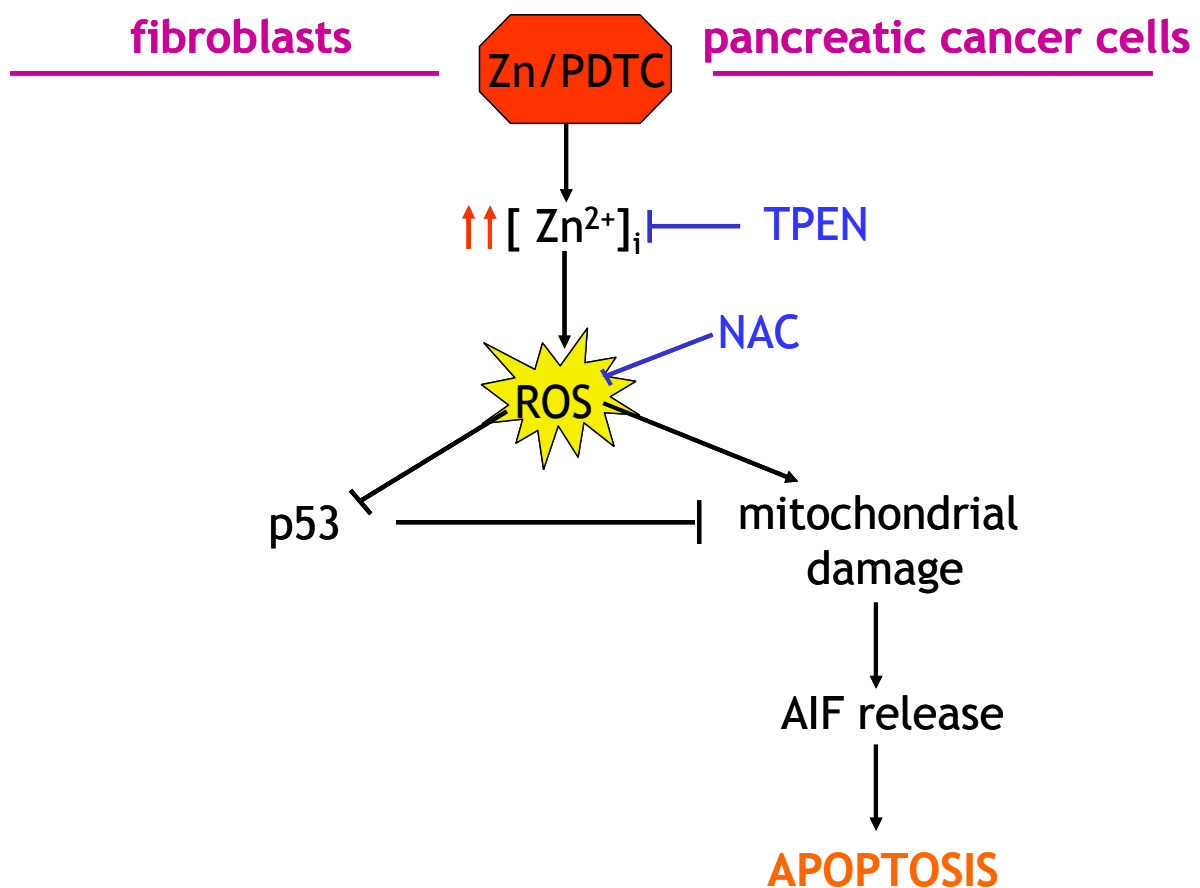 fibroblasts
Zn/PDTC
pancreatic cancer cells
[ Zn²⁺]ᵢ
TPEN
NAC
ROS
p53
mitochondrial
damage
AIF release
APOPTOSIS